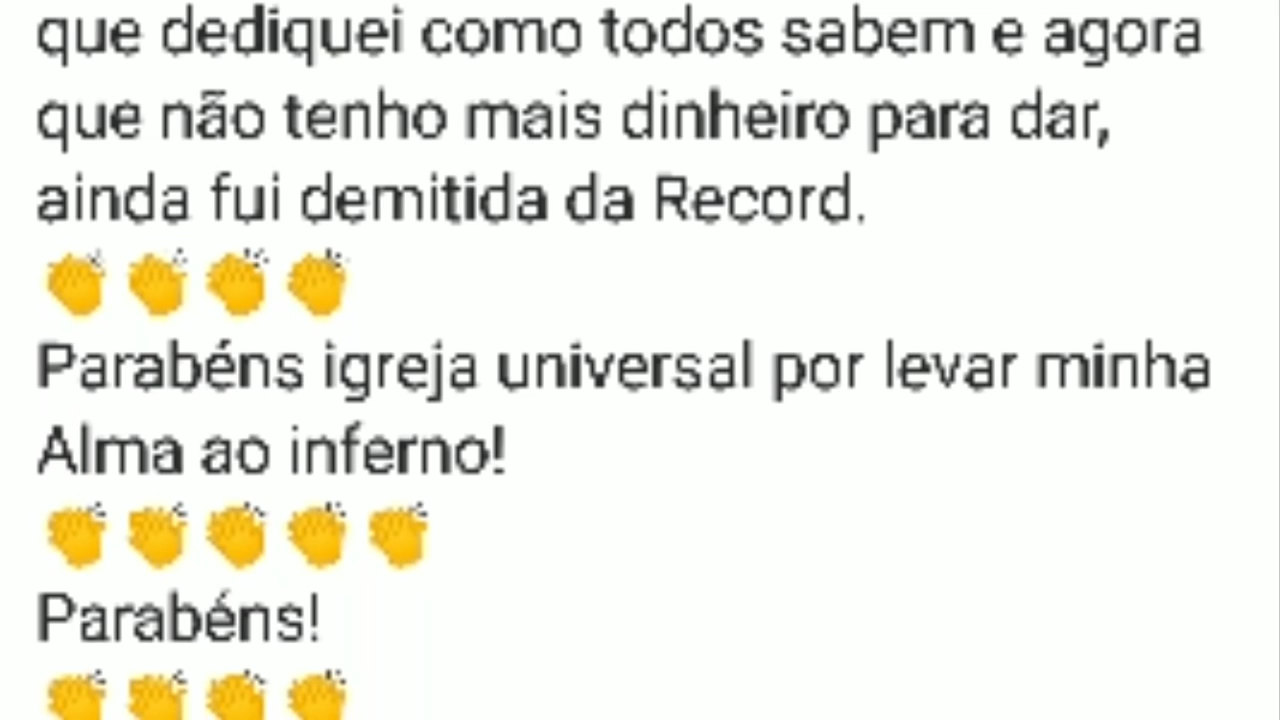 que dediquei como todos sabem e agora
que não tenho mais dinheiro para dar,
ainda fui demitida da Record.
👏👏👏👏
Parabéns igreja universal por levar minha
Alma ao inferno!
👏👏👏👏👏
Parabéns!
👏👏👏👏